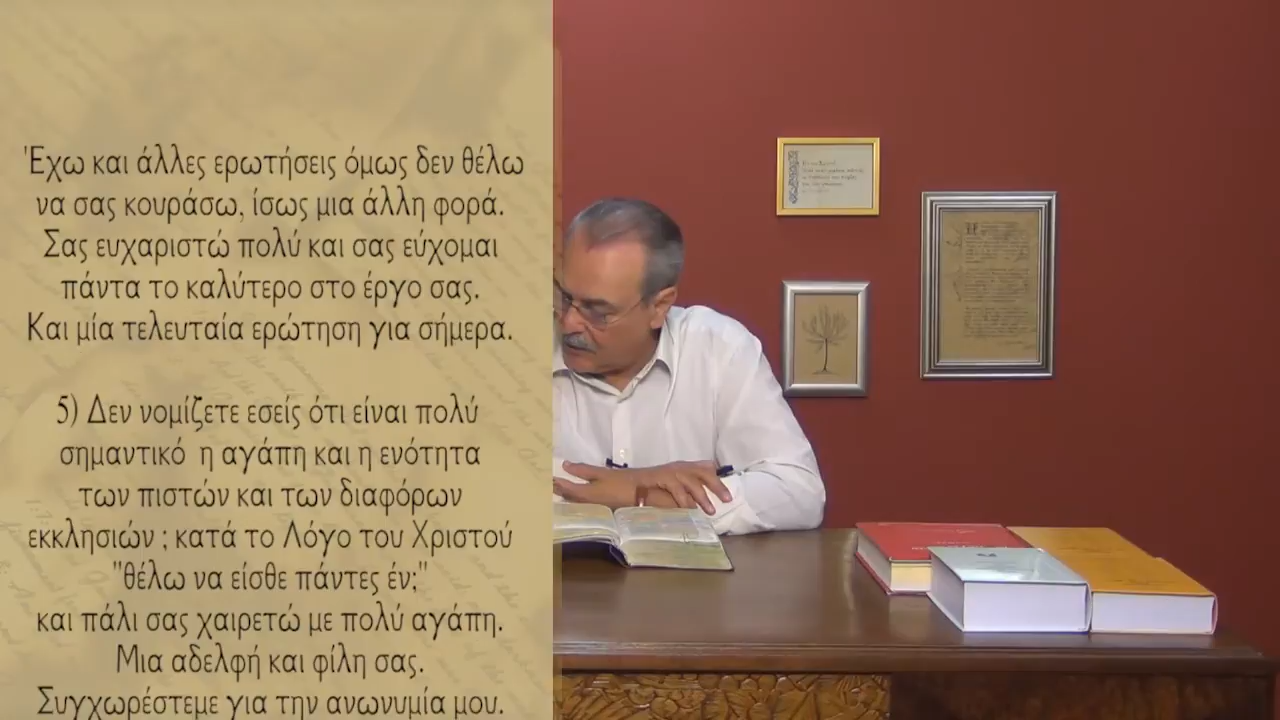 Έχω και άλλες ερωτήσεις όμως δεν θέλω
να σας κουράσω, ίσως μια άλλη φορά.
Σας ευχαριστώ πολύ και σας εύχομαι
πάντα το καλύτερο στο έργο σας.
Και μία τελευταία ερώτηση για σήμερα.
5) Δεν νομίζετε εσείς ότι είναι πολύ
σημαντικό η αγάπη και η ενότητα
των πιστών και των διαφόρων
εκκλησιών ; κατά το Λόγο του Χριστού
"θέλω να είσθε πάντες έν;"
και πάλι σας χαιρετώ με πολύ αγάπη.
Μια αδελφή και φίλη σας.
Συγχωρέστεμε για την ανωνυμία μου.